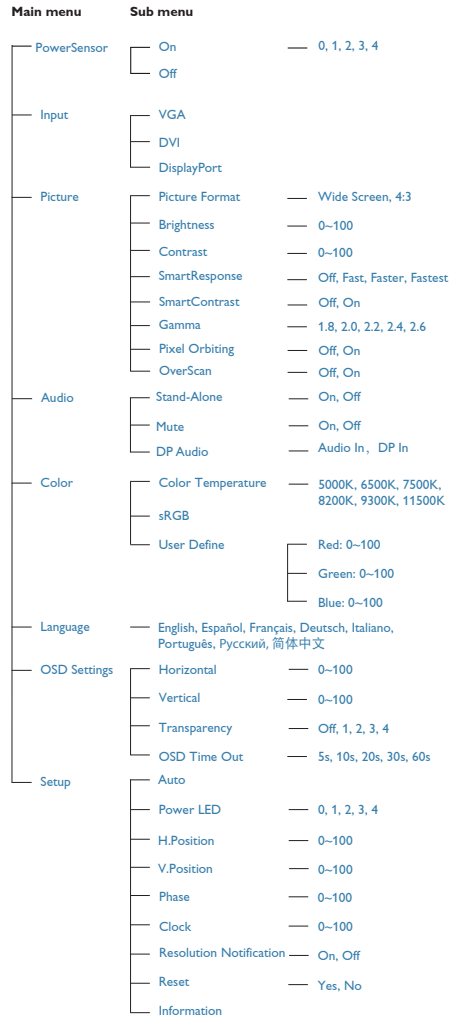 Main menu Sub menu
PowerSensor On 0, 1, 2, 3, 4
Off
Input VGA
DVI
DisplayPort
Picture Picture Format Wide Screen, 4:3
Brightness 0~100
Contrast 0~100
SmartResponse Off, Fast, Faster, Fastest
SmartContrast Off, On
Gamma 1.8, 2.0, 2.2, 2.4, 2.6
Pixel Orbiting Off, On
OverScan Off, On
Audio Stand-Alone On, Off
Mute On, Off
DP Audio Audio In，DP In
Color Color Temperature 5000K, 6500K, 7500K,
8200K, 9300K, 11500K
sRGB
User Define Red: 0~100
Green: 0~100
Blue: 0~100
Language English, Español, Français, Deutsch, Italiano,
Português, Русский, 简体中文
OSD Settings Horizontal 0~100
Vertical 0~100
Transparency Off, 1, 2, 3, 4
OSD Time Out 5s, 10s, 20s, 30s, 60s
Setup Auto
Power LED 0, 1, 2, 3, 4
H.Position 0~100
V.Position 0~100
Phase 0~100
Clock 0~100
Resolution Notification On, Off
Reset Yes, No
Information